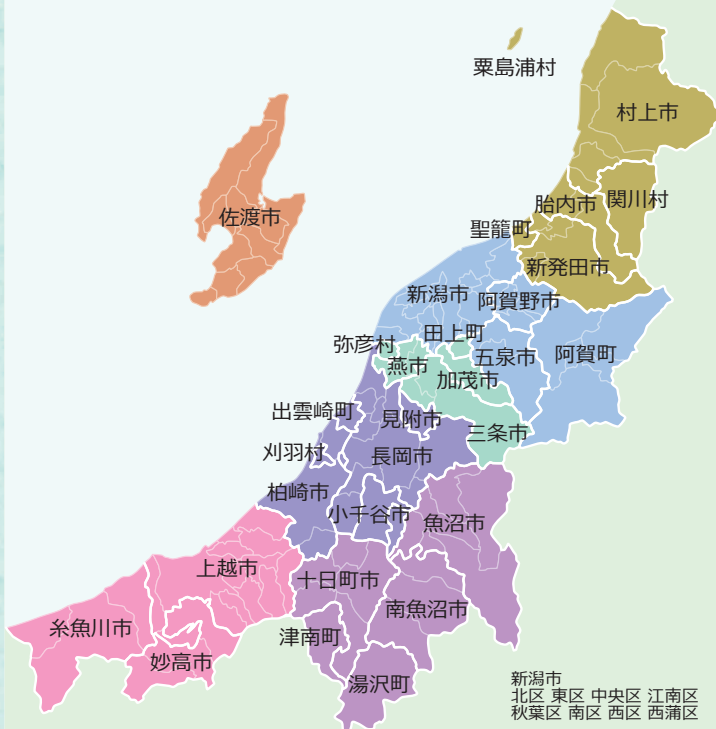 粟島浦村
村上市
関川村
胎内市
佐渡市
聖籠町
新発田市
新潟市
阿賀野市
田上町
弥彦村
五泉市
阿賀町
燕市
加茂市
出雲崎町
見附市
三条市
刈羽村
長岡市
柏崎市
小千谷市
魚沼市
上越市
十日町市
南魚沼市
糸魚川市
津南町
妙高市
湯沢町
新潟市
北区 東区 中央区 江南区
秋葉区 南区 西区 西蒲区